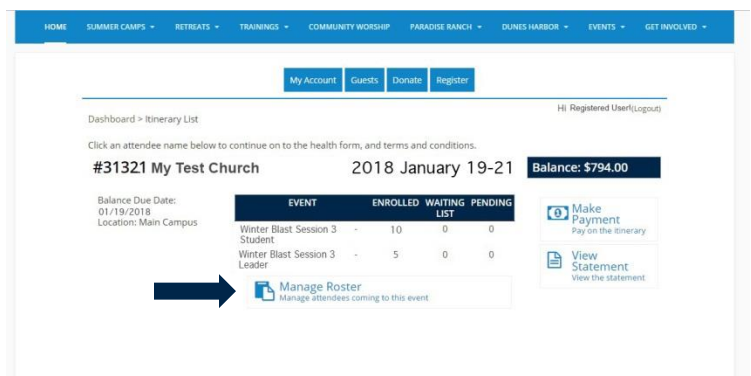 HOME SUMMER CAMPS RETREATS TRAININGS COMMUNITY WORSHIP PARADISE RANCH DUNES HARBOR EVENTS GET INVOLVED
My Account Guests Donate Register
Hi Registered User!(Logout)
Dashboard > Itinerary List
Click an attendee name below to continue on to the health form, and terms and conditions.
#31321 My Test Church 2018 January 19-21 Balance: $794.00
Balance Due Date:
01/19/2018
Location: Main Campus
EVENT ENROLLED WAITING LIST PENDING
Winter Blast Session 3 Student - 10 0 0
Winter Blast Session 3 Leader - 5 0 0
Manage Roster
Manage attendees coming to this event
Make
Payment
Pay on the itinerary
View
Statement
View the statement